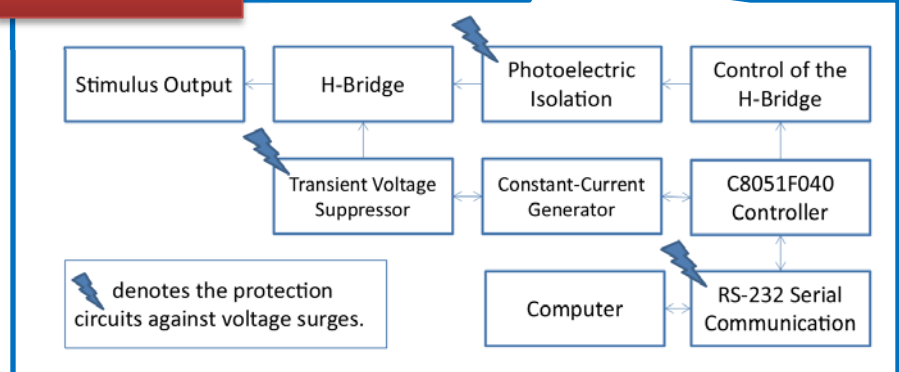 Stimulus Output
H-Bridge
Photoelectric
Isolation
Control of the
H-Bridge
Transient Voltage
Suppressor
Constant-Current
Generator
C8051F040
Controller
denotes the protection
circuits against voltage surges.
Computer
RS-232 Serial
Communication